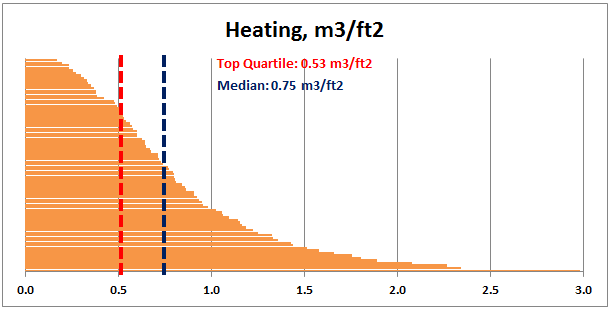 Heating, m3/ft2
Top Quartile: 0.53 m3/ft2
Median: 0.75 m3/ft2
0.0 0.5 1.0 1.5 2.0 2.5 3.0